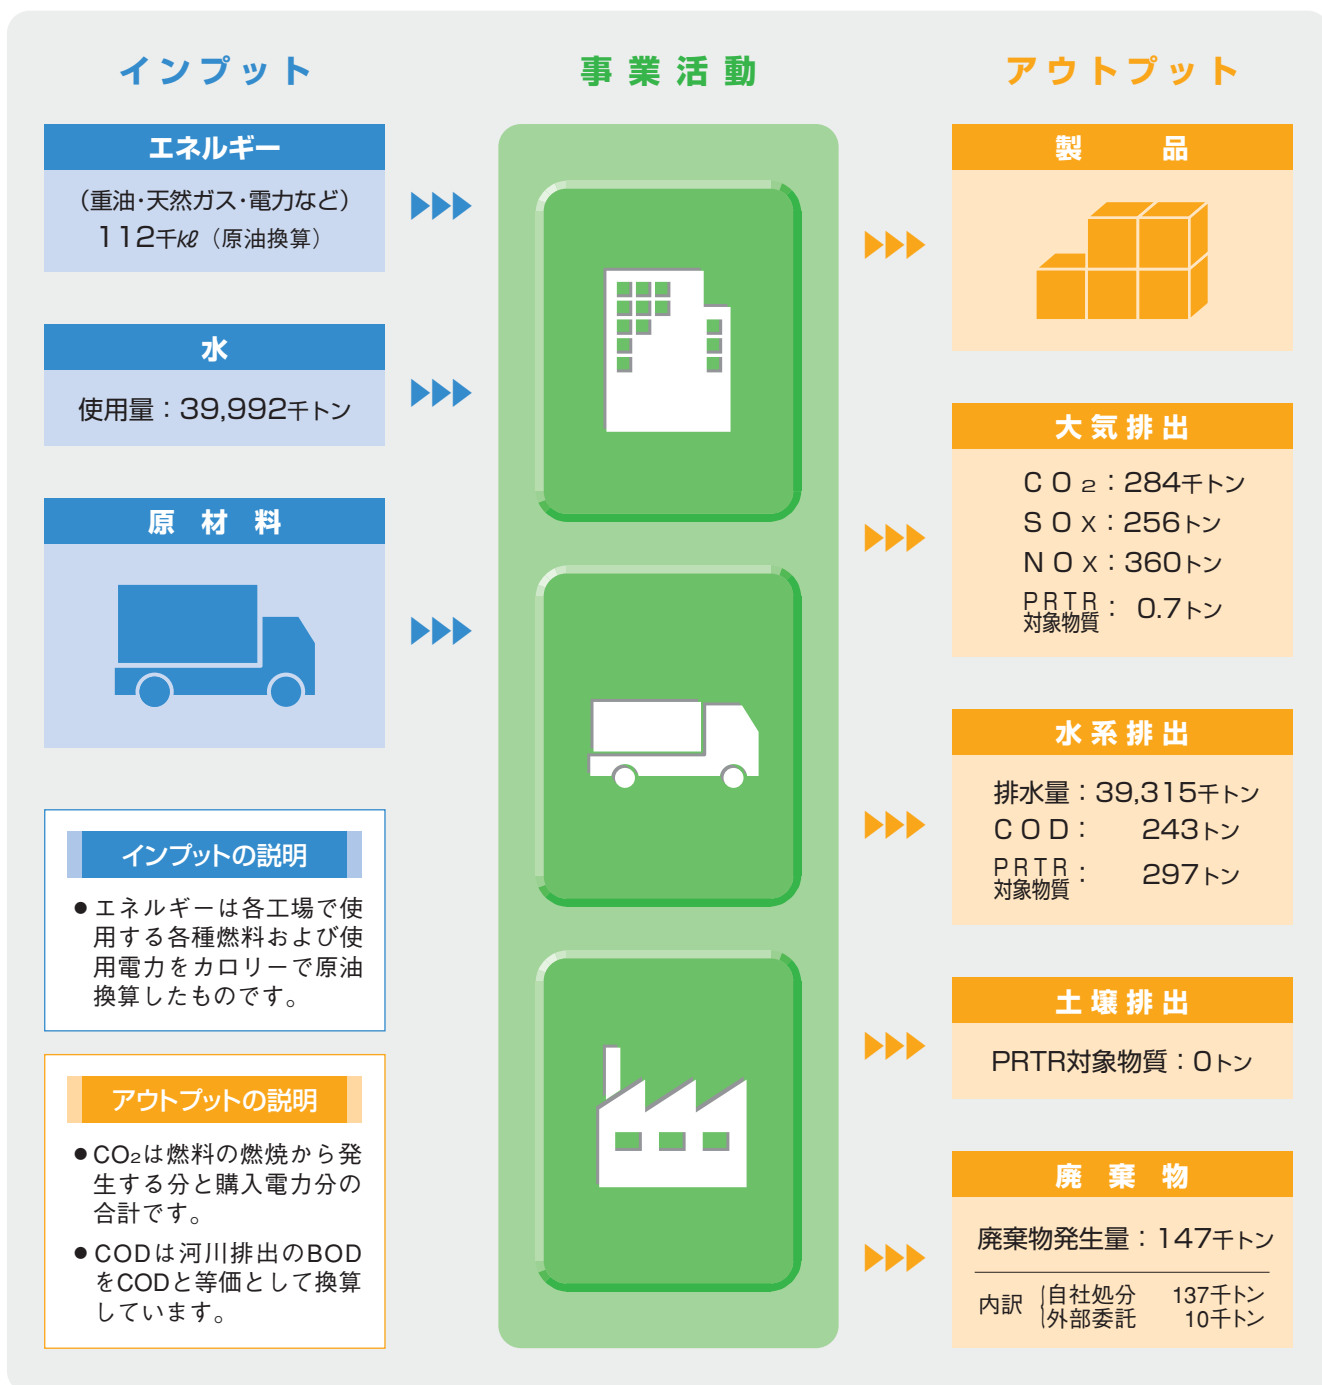 インプット
事業活動
アウトプット
エネルギー
（重油・天然ガス・電力など）
112千㎘（原油換算）
水
使用量：39,992千トン
原材料
インプットの説明
●エネルギーは各工場で使
用する各種燃料および使
用電力をカロリーで原油
換算したものです。
アウトプットの説明
●CO₂は燃料の燃焼から発
生する分と購入電力分の
合計です。
●CODは河川排出のBOD
をCODと等価として換算
しています。
製品
大気排出
CO₂：284千トン
SOx：256トン
NOx：360トン
PRTR
対象物質：0.7トン
水系排出
排水量：39,315千トン
COD：243トン
PRTR
対象物質：297トン
土壌排出
PRTR対象物質：0トン
廃棄物
廃棄物発生量：147千トン
内訳
自社処分 137千トン
外部委託 10千トン